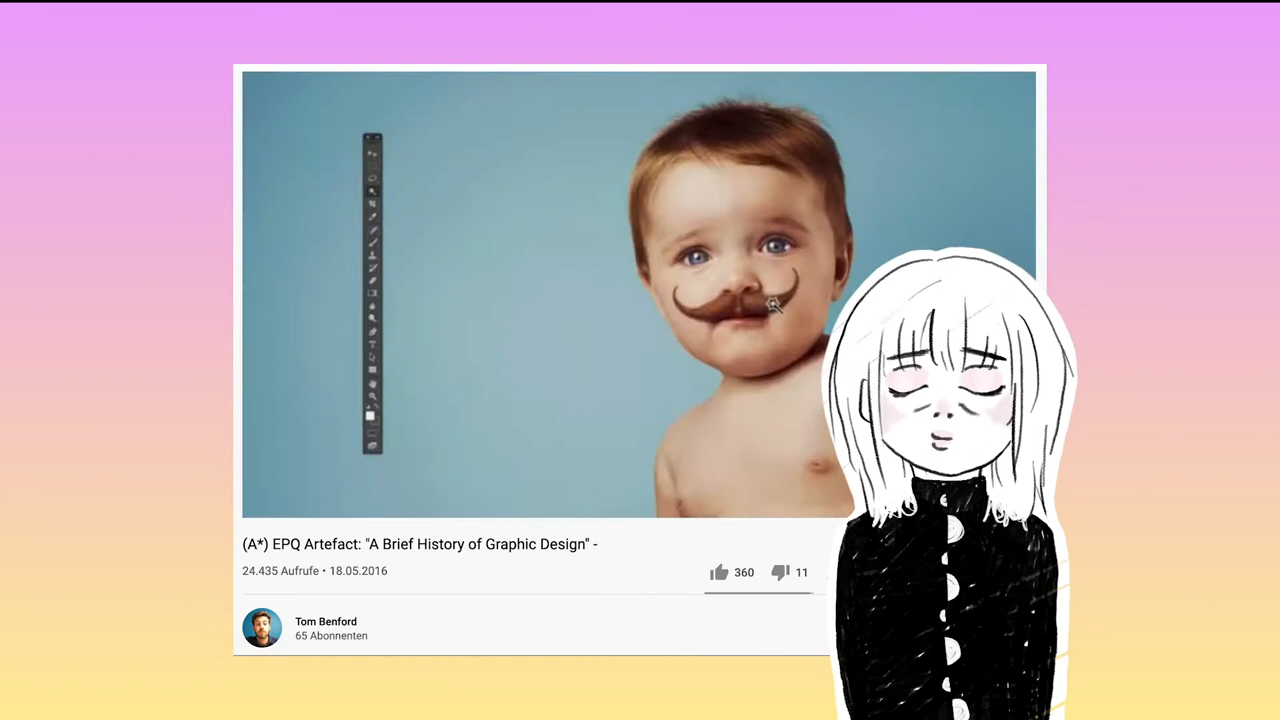 (A*) EPQ Artefact: "A Brief History of Graphic Design" -
24.435 Aufrufe • 18.05.2016
360
11
Tom Benford
65 Abonnenten